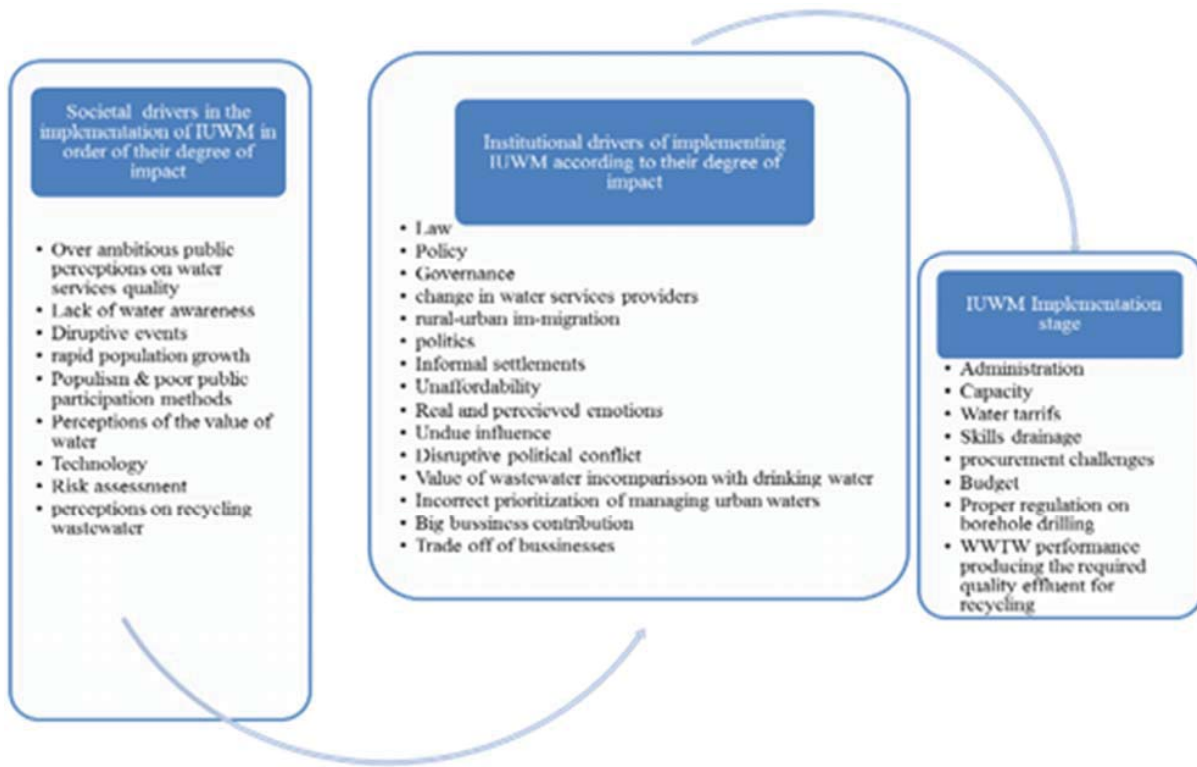 Societal drivers in the
implementation of IUWM in
order of their degree of
impact
• Over ambitious public
perceptions on water
services quality
• Lack of water awareness
• Diruptive events
• rapid population growth
• Populism & poor public
participation methods
• Perceptions of the value of
water
• Technology
• Risk assessment
• perceptions on recycling
wastewater
Institutional drivers of implementing
IUWM according to their degree of
impact
• Law
• Policy
• Governance
• change in water services providers
• rural-urban im-migration
• politics
• Informal settlements
• Unaffordability
• Real and percieved emotions
• Undue influence
• Disruptive political conflict
• Value of wastewater incomparisson with drinking water
• Incorrect prioritization of managing urban waters
• Big bussiness contribution
• Trade off of bussinesses
IUWM Implementation
stage
• Administration
• Capacity
• Water tarrifs
• Skills drainage
• procurement challenges
• Budget
• Proper regulation on
borehole drilling
• WWTW performance
producing the required
quality effluent for
recycling